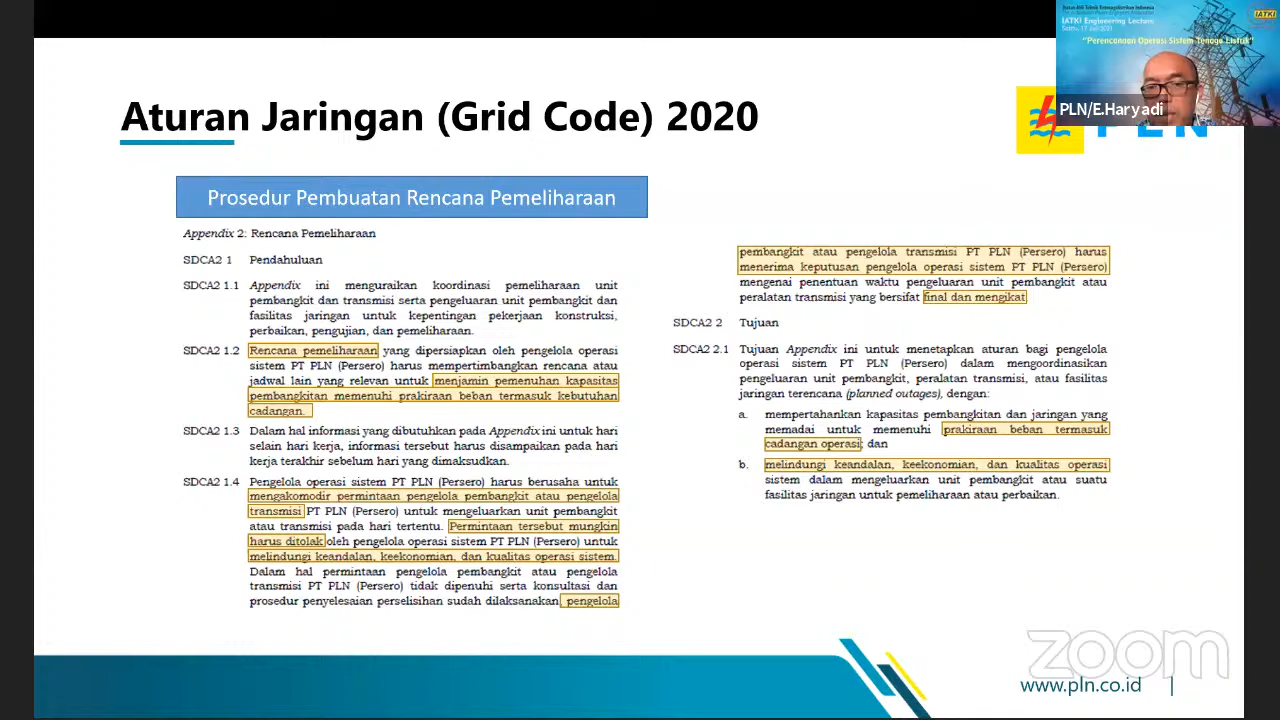 Aturan Jaringan (Grid Code) 2020
Prosedur Pembuatan Rencana Pemeliharaan
Appendix 2: Rencana Pemeliharaan
SDCA2 1 Pendahuluan
SDCA2 1.1 Appendix ini menguraikan koordinasi pemeliharaan unit
pembangkit dan transmisi serta pengeluaran unit pembangkit dan
fasilitas jaringan untuk kepentingan pekerjaan konstruksi,
perbaikan, pengujian, dan pemeliharaan.
SDCA2 1.2 Rencana pemeliharaan yang dipersiapkan oleh pengelola operasi
sistem PT PLN (Persero) harus mempertimbangkan rencana atau
jadwal lain yang relevan untuk menjamin pemenuhan kapasitas
pembangkitan memenuhi prakiraan beban termasuk kebutuhan
cadangan.
SDCA2 1.3 Dalam hal informasi yang dibutuhkan pada Appendix ini untuk hari
selain hari kerja, informasi tersebut harus disampaikan pada hari
kerja terakhir sebelum hari yang dimaksudkan.
SDCA2 1.4 Pengelola operasi sistem PT PLN (Persero) harus berusaha untuk
mengakomodir permintaan pengelola pembangkit atau pengelola
transmisi PT PLN (Persero) untuk mengeluarkan unit pembangkit
atau transmisi pada hari tertentu. Permintaan tersebut mungkin
harus ditolak oleh pengelola operasi sistem PT PLN (Persero) untuk
melindungi keandalan, keekonomian, dan kualitas operasi sistem.
Dalam hal permintaan pengelola pembangkit atau pengelola
transmisi PT PLN (Persero) tidak dipenuhi serta konsultasi dan
prosedur penyelesaian perselisihan sudah dilaksanakan, pengelola
pembangkit atau pengelola transmisi PT PLN (Persero) harus
menerima keputusan pengelola operasi sistem PT PLN (Persero)
mengenai penentuan waktu pengeluaran unit pembangkit atau
peralatan transmisi yang bersifat final dan mengikat.
SDCA2 2 Tujuan
SDCA2 2.1 Tujuan Appendix ini untuk menetapkan aturan bagi pengelola
operasi sistem PT PLN (Persero) dalam mengoordinasikan
pengeluaran unit pembangkit, peralatan transmisi, atau fasilitas
jaringan terencana (planned outages), dengan:
a. mempertahankan kapasitas pembangkitan dan jaringan yang
memadai untuk memenuhi prakiraan beban termasuk
cadangan operasi; dan
b. melindungi keandalan, keekonomian, dan kualitas operasi
sistem dalam mengeluarkan unit pembangkit atau suatu
fasilitas jaringan untuk pemeliharaan atau perbaikan.
IATKI Engineering Lecture
"Perencanaan Operasi Sistem Tenaga Listrik"
IATKI
PLN/E.Haryadi
PLN
zoom
www.pln.co.id |